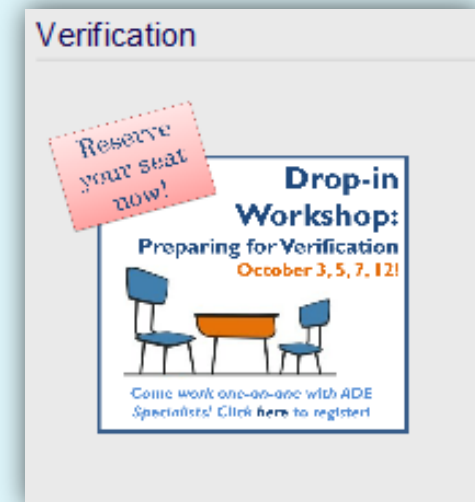 Verification
Reserve
your seat
now!
Drop-in
Workshop:
Preparing for Verification
October 3, 5, 7, 12!
Come work one-on-one with ADE
Specialists! Click here to register!